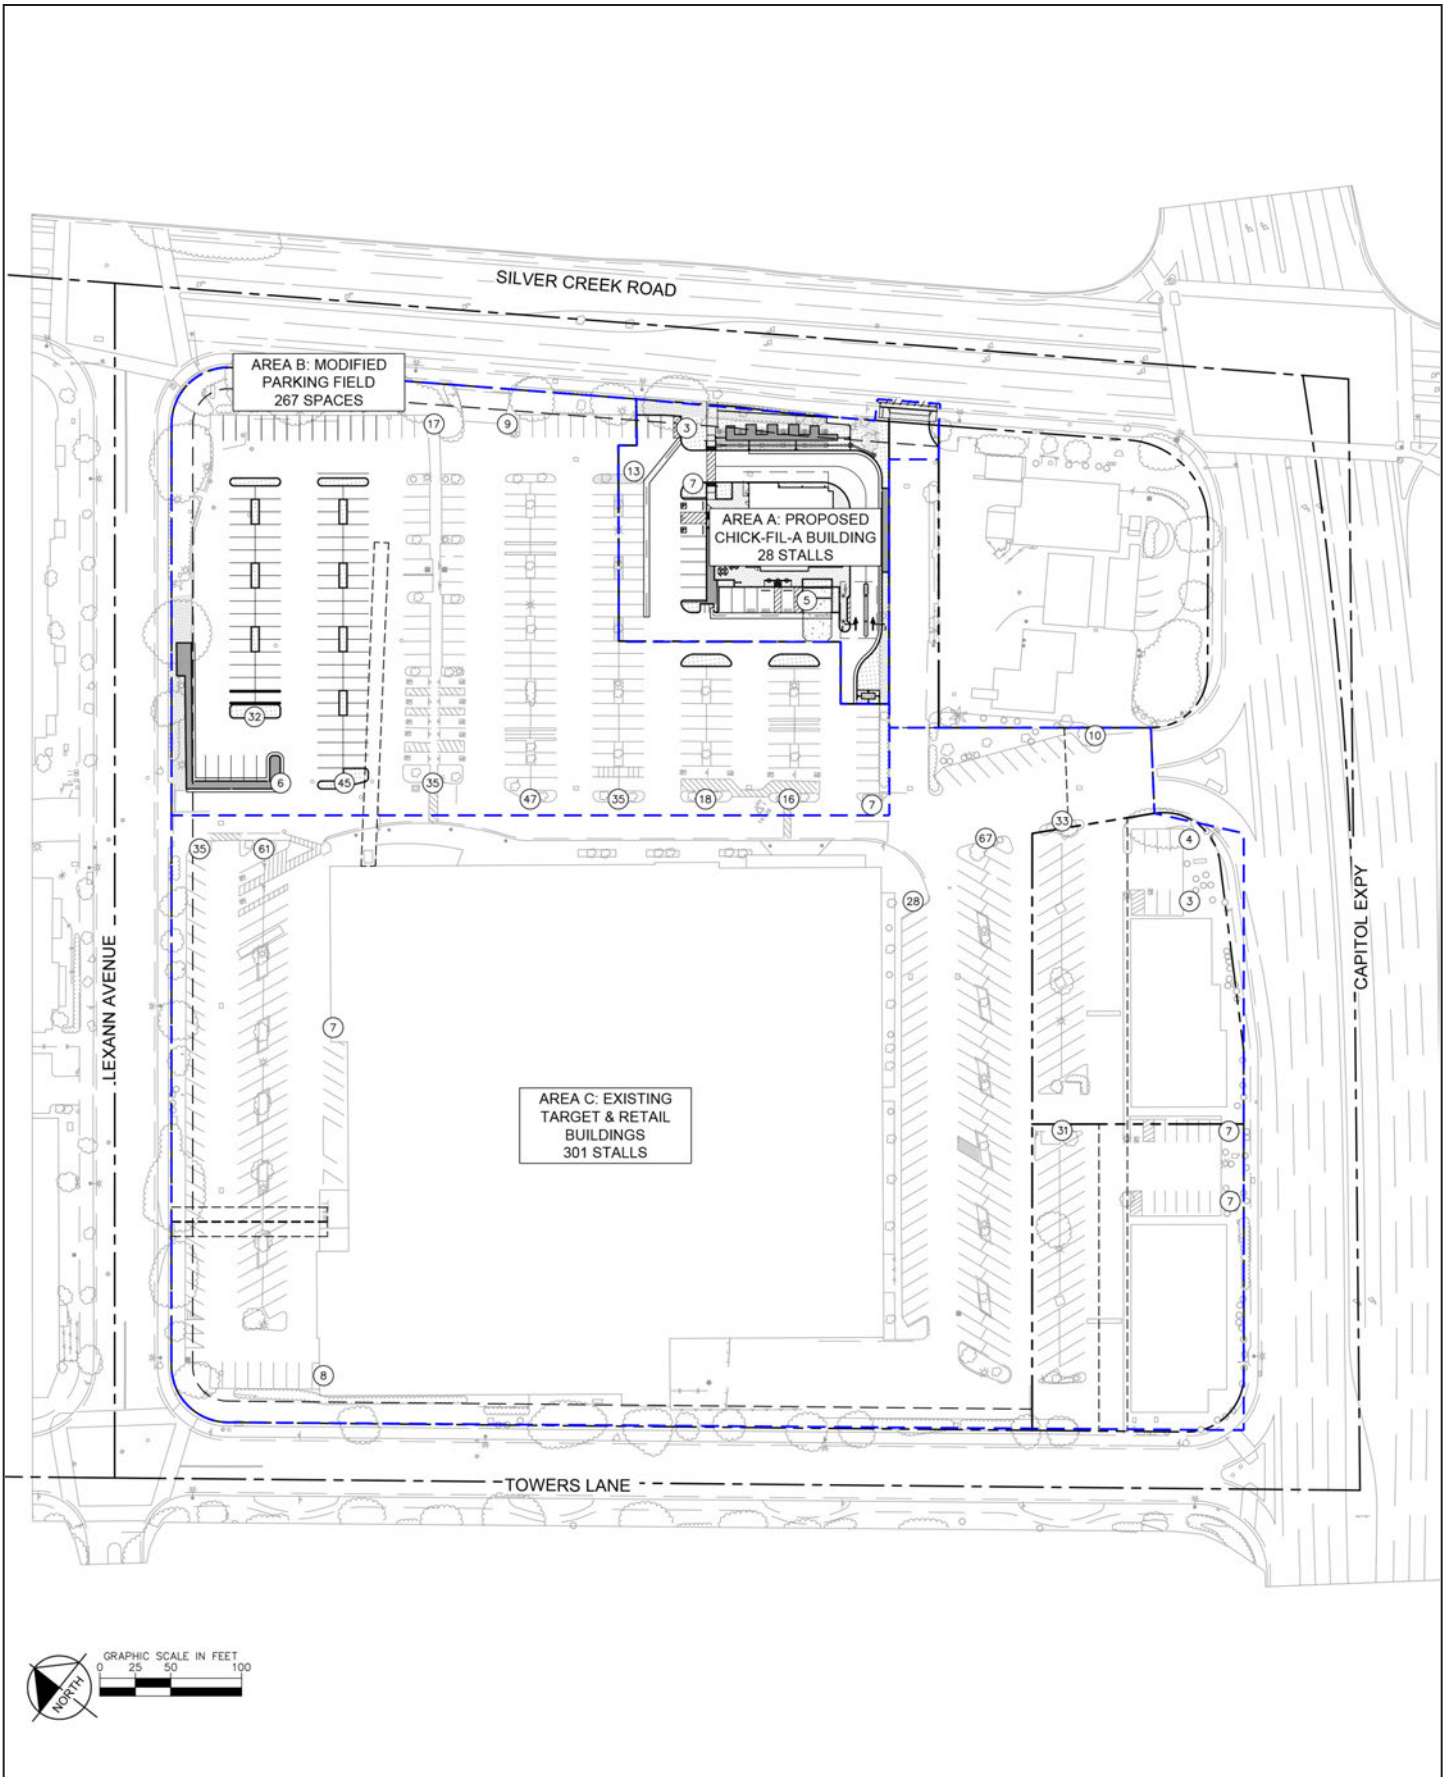 SILVER CREEK ROAD
AREA B: MODIFIED
PARKING FIELD
267 SPACES
17
9
3
13
7
AREA A: PROPOSED
CHICK-FIL-A BUILDING
28 STALLS
5
32
10
6
45
35
47
35
18
16
7
33
35
61
67
4
28
3
LEXANN AVENUE
CAPITOL EXPY
7
AREA C: EXISTING
TARGET & RETAIL
BUILDINGS
301 STALLS
31
7
7
8
TOWERS LANE
GRAPHIC SCALE IN FEET
0 25 50 100
NORTH